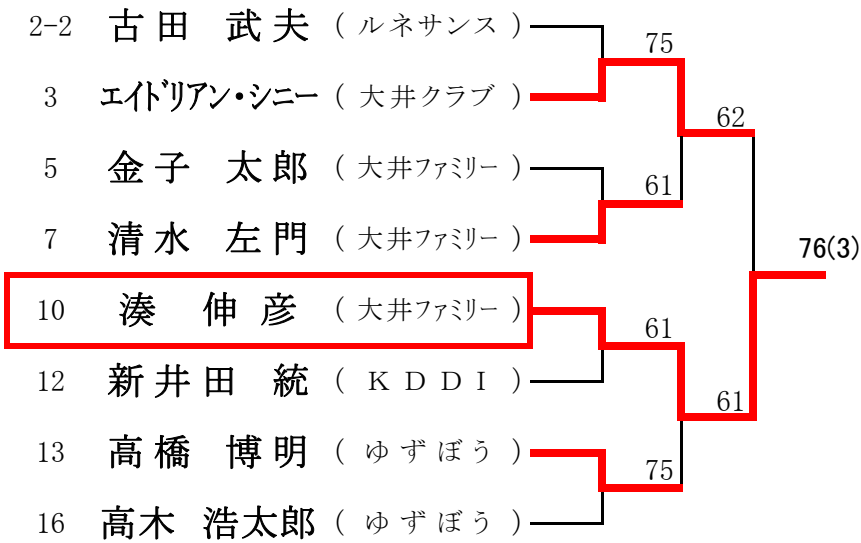 2-2 古田 武夫 ( ルネサンス )
75
3 エイドリアン・シニー ( 大井クラブ )
62
5 金子 太郎 ( 大井ファミリー )
61
7 清水 左門 ( 大井ファミリー )
76(3)
10 湊 伸彦 ( 大井ファミリー )
61
12 新井田 統 ( KDDI )
61
13 高橋 博明 ( ゆずぼう )
75
16 高木 浩太郎 ( ゆずぼう )